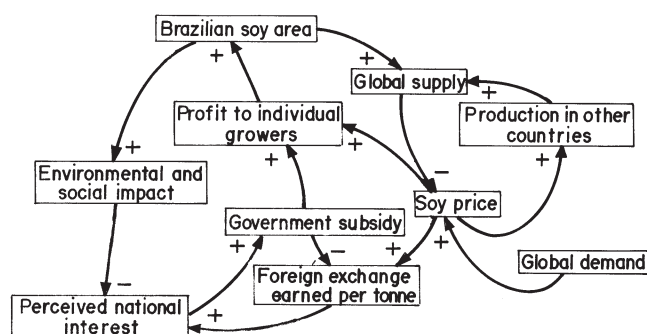 Brazilian soy area
+
+
Global supply
+
+
Profit to individual
growers
Production in other
countries
+
+
+
Environmental and
social impact
+
−
Soy price
Government subsidy
+
−
+
+
Global demand
Foreign exchange
earned per tonne
−
Perceived national
interest
+